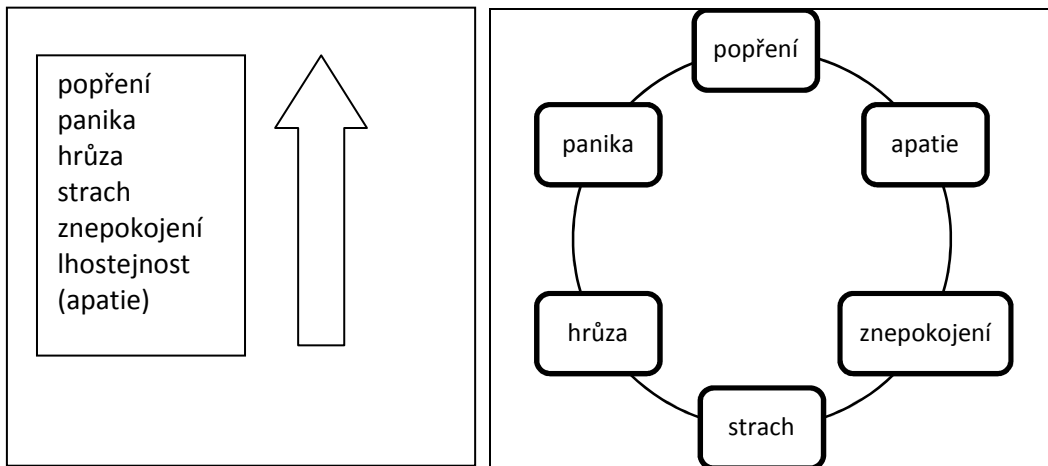 popření
panika
hrůza
strach
znepokojení
lhostejnost
(apatie)
popření
panika
apatie
hrůza
znepokojení
strach